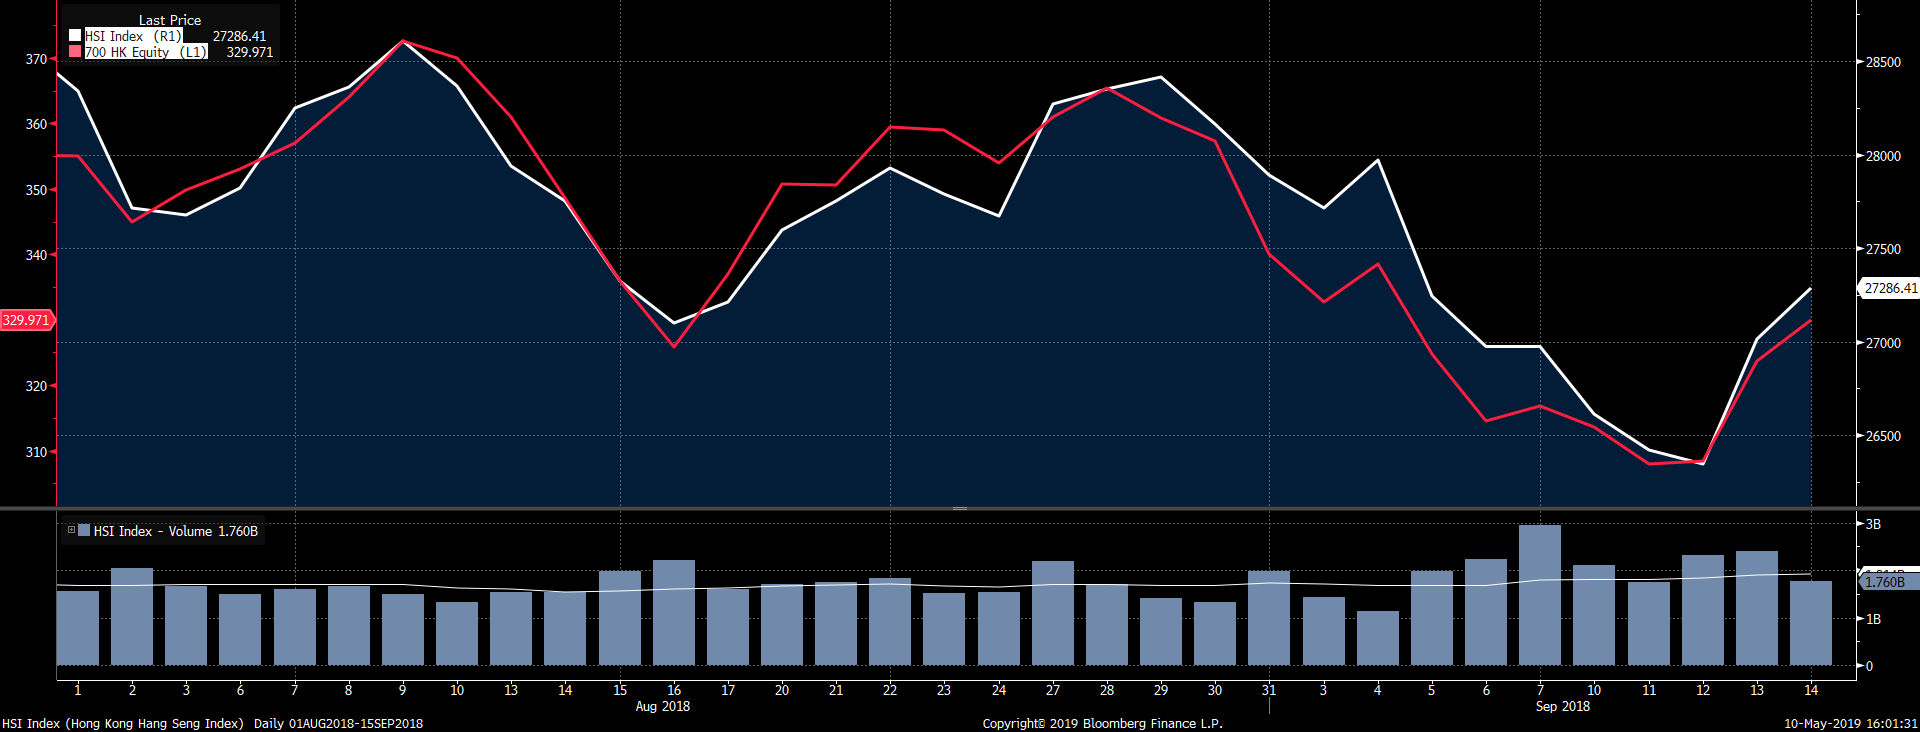 Last Price
HSI Index (R1) 27286.41
700 HK Equity (L1) 329.971
370
360
350
340
329.971
320
310
28500
28000
27500
27286.41
27000
26500
HSI Index - Volume 1.760B
3B
1.760B
1B
0
1 2 3 6 7 8 9 10 13 14 15 16 17 20 21 22 23 24 27 28 29 30 31 3 4 5 6 7 10 11 12 13 14
Aug 2018 Sep 2018
HSI Index (Hong Kong Hang Seng Index) Daily 01AUG2018-15SEP2018 Copyright© 2019 Bloomberg Finance L.P. 10-May-2019 16:01:31